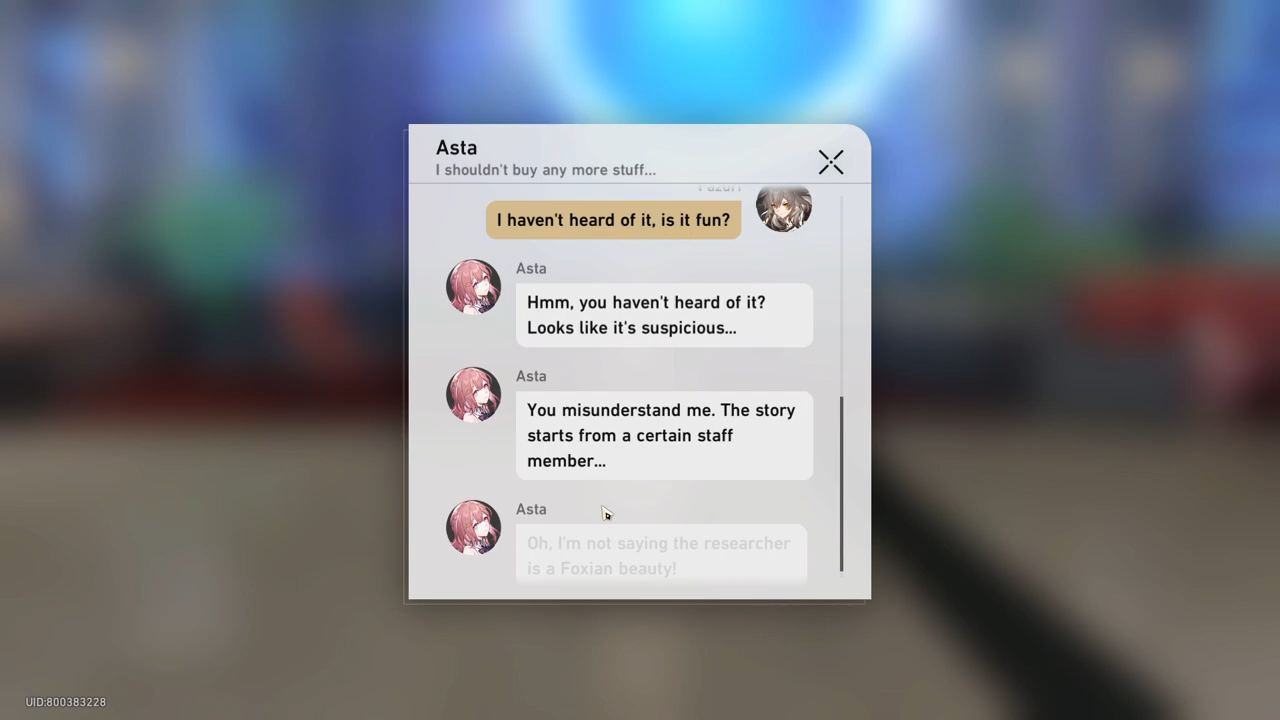 Asta
I shouldn't buy any more stuff...
I haven't heard of it, is it fun?
Asta
Hmm, you haven't heard of it?
Looks like it's suspicious...
Asta
You misunderstand me. The story
starts from a certain staff
member...
Asta
Oh, I'm not saying the researcher
is a Foxian beauty!
UID:800383228